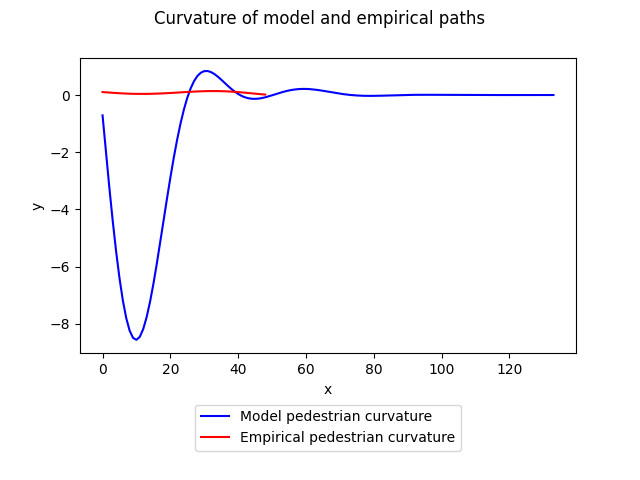 Curvature of model and empirical paths
0
−2
−4
−6
−8
y
0 20 40 60 80 100 120
x
Model pedestrian curvature
Empirical pedestrian curvature